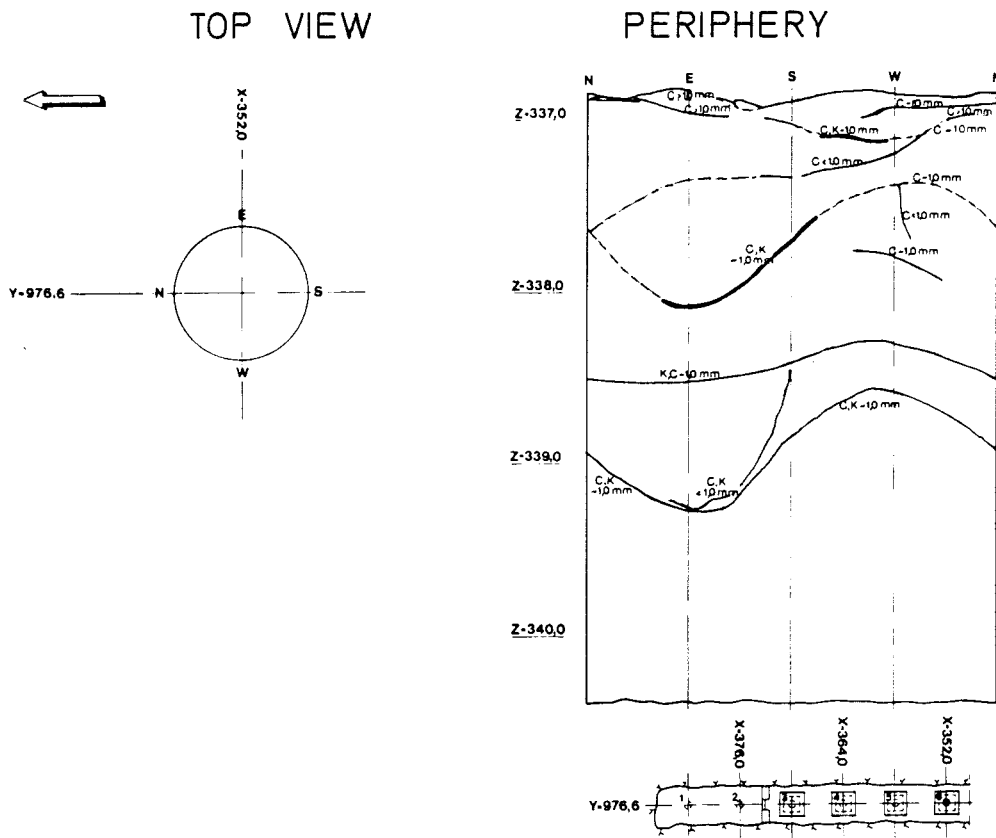 TOP VIEW
PERIPHERY
X-352,0
E
N
S
W
Y=976.6
N E S W N
C>1.0mm
C>1.0mm
C-1.0mm
C-1.0mm
Z-337,0
C,K-1.0mm
C-1.0mm
C<1.0mm
C-1.0mm
C<1.0mm
C,K
-1.0mm
C-1.0mm
Z-338,0
K,C-1.0mm
C,K-1.0mm
Z-339,0
C,K
-1.0mm
C,K
<1.0mm
Z-340,0
X-376,0
X-364,0
X-352,0
Y=976,6
1 2 3 4 5